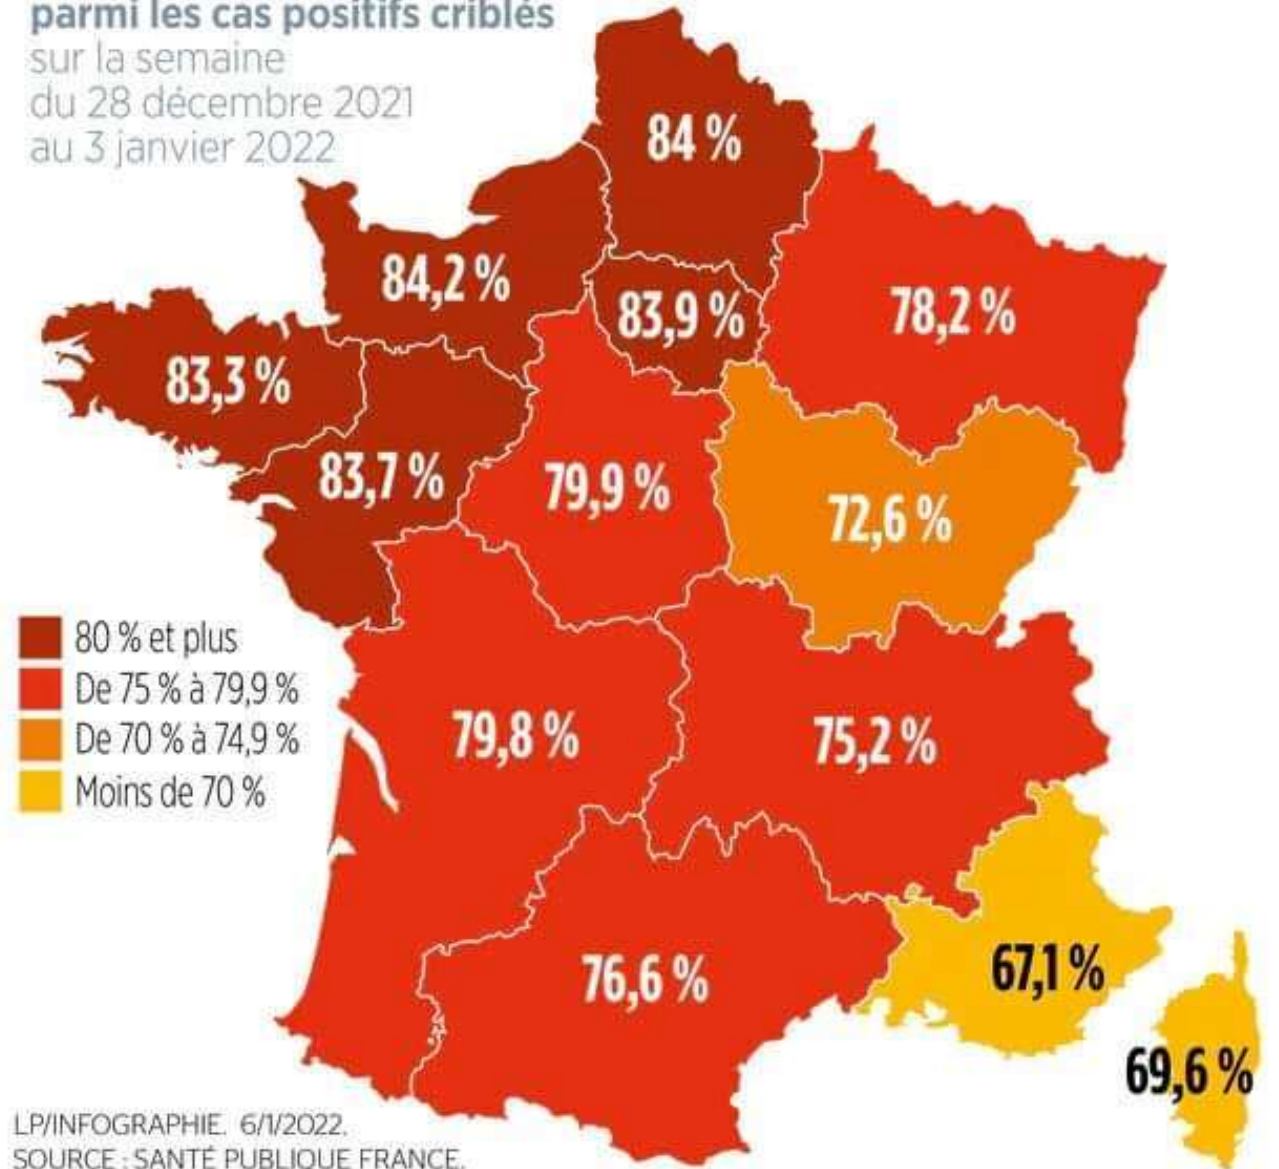 parmi les cas positifs criblés
sur la semaine
du 28 décembre 2021
au 3 janvier 2022
84 %
84,2 %
83,9 %
78,2 %
83,3 %
83,7 %
79,9 %
72,6 %
80 % et plus
De 75 % à 79,9 %
De 70 % à 74,9 %
Moins de 70 %
79,8 %
75,2 %
76,6 %
67,1 %
69,6 %
LP/INFOGRAPHIE. 6/1/2022.
SOURCE : SANTÉ PUBLIQUE FRANCE.